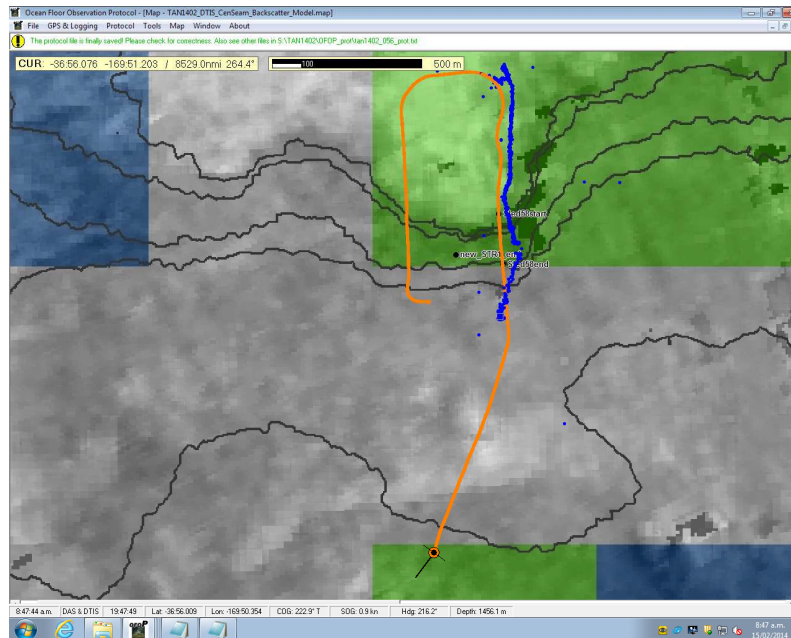 Ocean Floor Observation Protocol - [Map - TAN1402_DTIS_CenSeam_Backscatter_Model.map]
File GPS & Logging Import Protocol Tools Map Window About
The protocol file is finally saved! Please check for correctness. Also see other files in S:\TAN1402\OFOP_prot\tan1402_056_prot.txt
CUR: -36:56.076 -169:51.203 / 8529.0nmi 264.4°
100 500 m
new_STR1_en
8:47:44 a.m. DAS & DTIS 19:47:49 Lat: -36:56.009 Lon: -169:50.354 CDG: 222.9° T SOG: 0.9 kn Hdg: 216.2° Depth: 1456.1 m
8:47 a.m.
15/02/2014